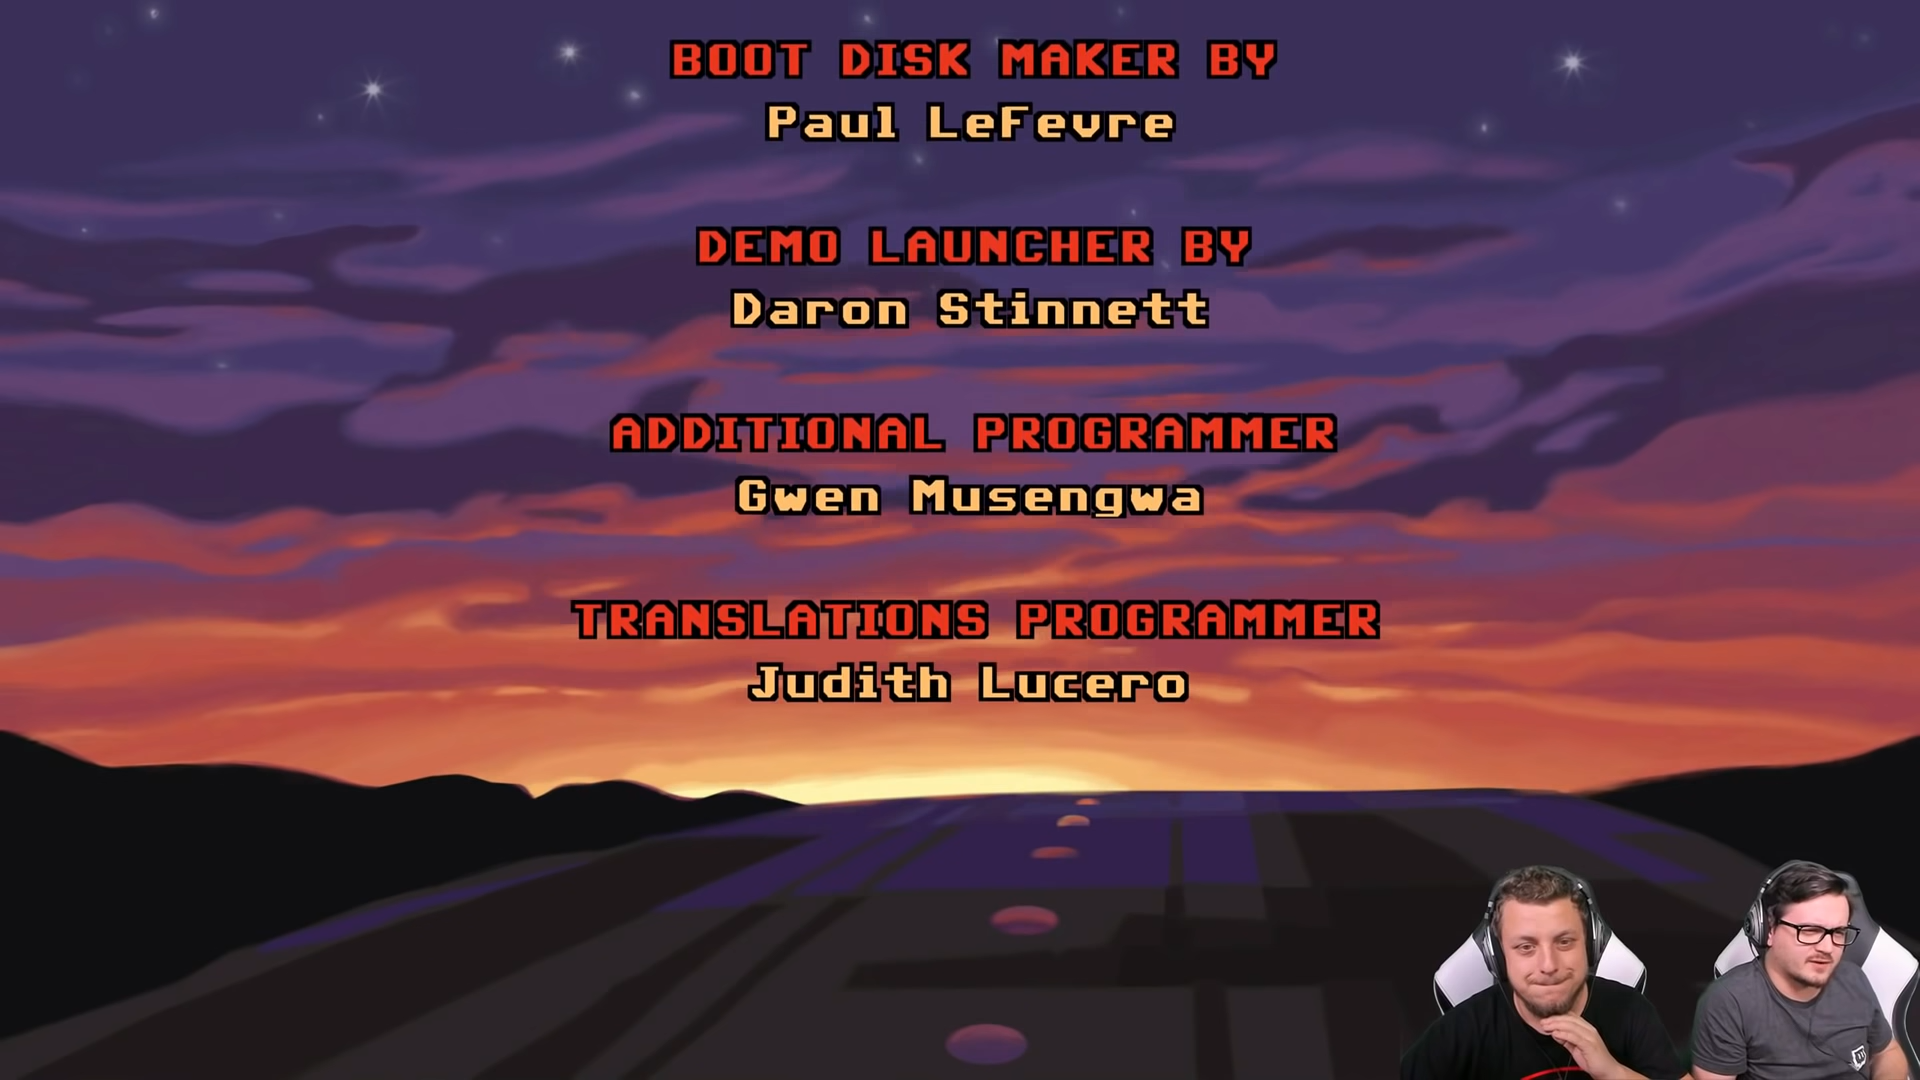 BOOT DISK MAKER BY
Paul LeFevre
DEMO LAUNCHER BY
Daron Stinnett
ADDITIONAL PROGRAMMER
Gwen Musengwa
TRANSLATIONS PROGRAMMER
Judith Lucero